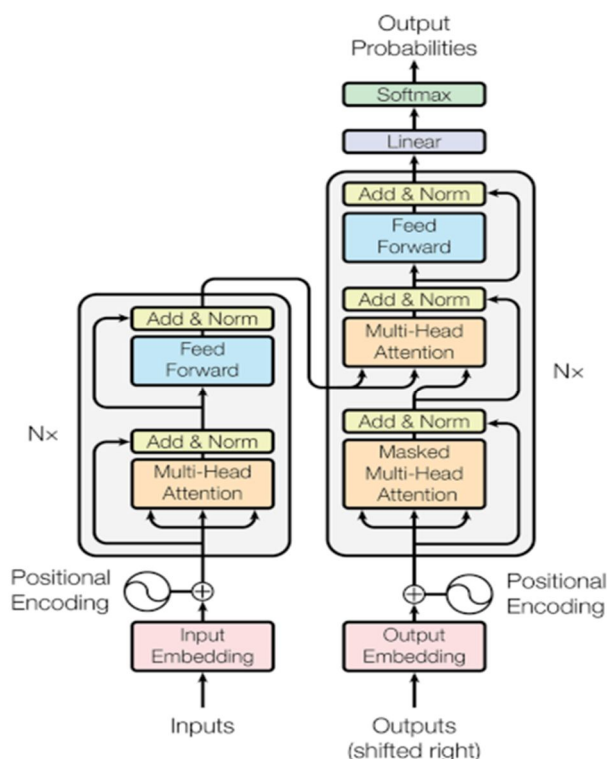 Output
Probabilities
Softmax
Linear
Add & Norm
Feed
Forward
Add & Norm
Multi-Head
Attention
Nx
Add & Norm
Masked
Multi-Head
Attention
Add & Norm
Feed
Forward
Nx
Add & Norm
Multi-Head
Attention
Positional
Encoding
Positional
Encoding
Input
Embedding
Output
Embedding
Inputs
Outputs
(shifted right)